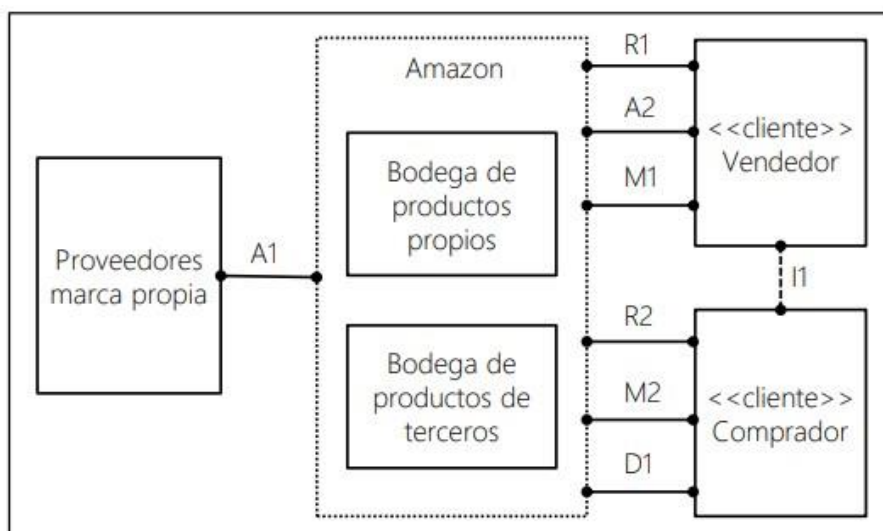 Amazon
Bodega de
productos
propios
Bodega de
productos de
terceros
Proveedores
marca propia
A1
R1
A2
M1
<<cliente>>
Vendedor
I1
R2
M2
D1
<<cliente>>
Comprador